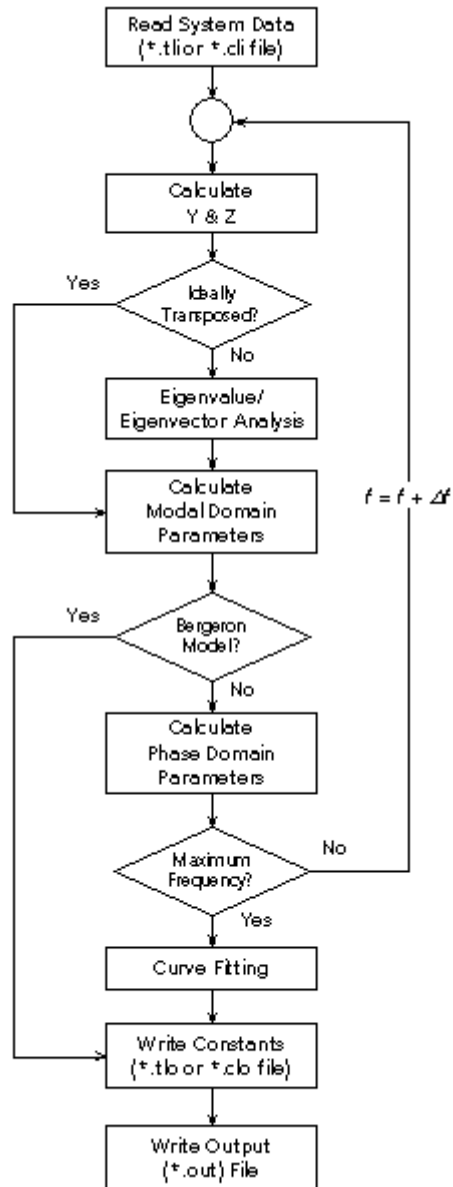 Read System Data
(*.tli or *.cli file)
Calculate
Y & Z
Yes
Ideally
Transposed?
No
Eigenvalue/
Eigenvector Analysis
Calculate
Modal Domain
Parameters
f = f + Δf
Yes
Bergeron
Model?
No
Calculate
Phase Domain
Parameters
Maximum
Frequency?
No
Yes
Curve Fitting
Write Constants
(*.tlo or *.clo file)
Write Output
(*.out) File